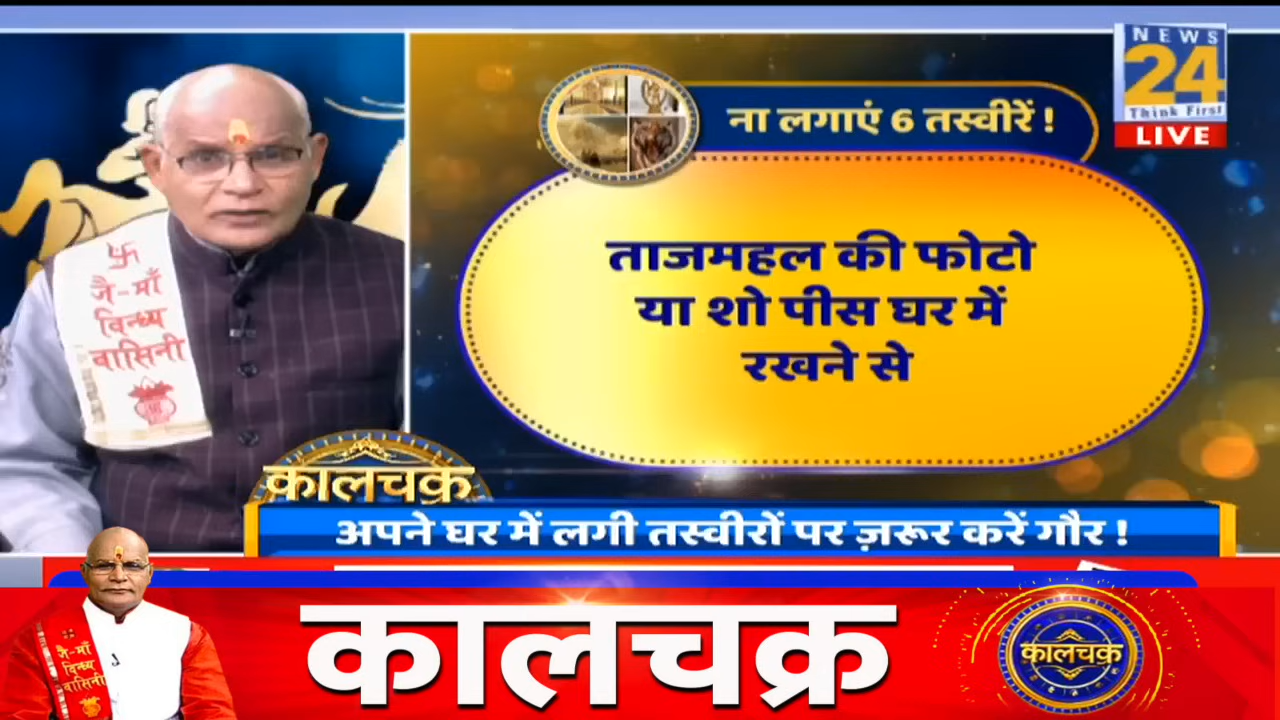 NEWS
24
Think First
LIVE
ना लगाएं 6 तस्वीरें !
ताजमहल की फोटो
या शो पीस घर में
रखने से
卐
जै-माँ
विन्ध्य
वासिनी
कालचक्र
अपने घर में लगी तस्वीरों पर ज़रूर करें गौर !
जै-माँ
विन्ध्य
वासिनी
कालचक्र
कालचक्र